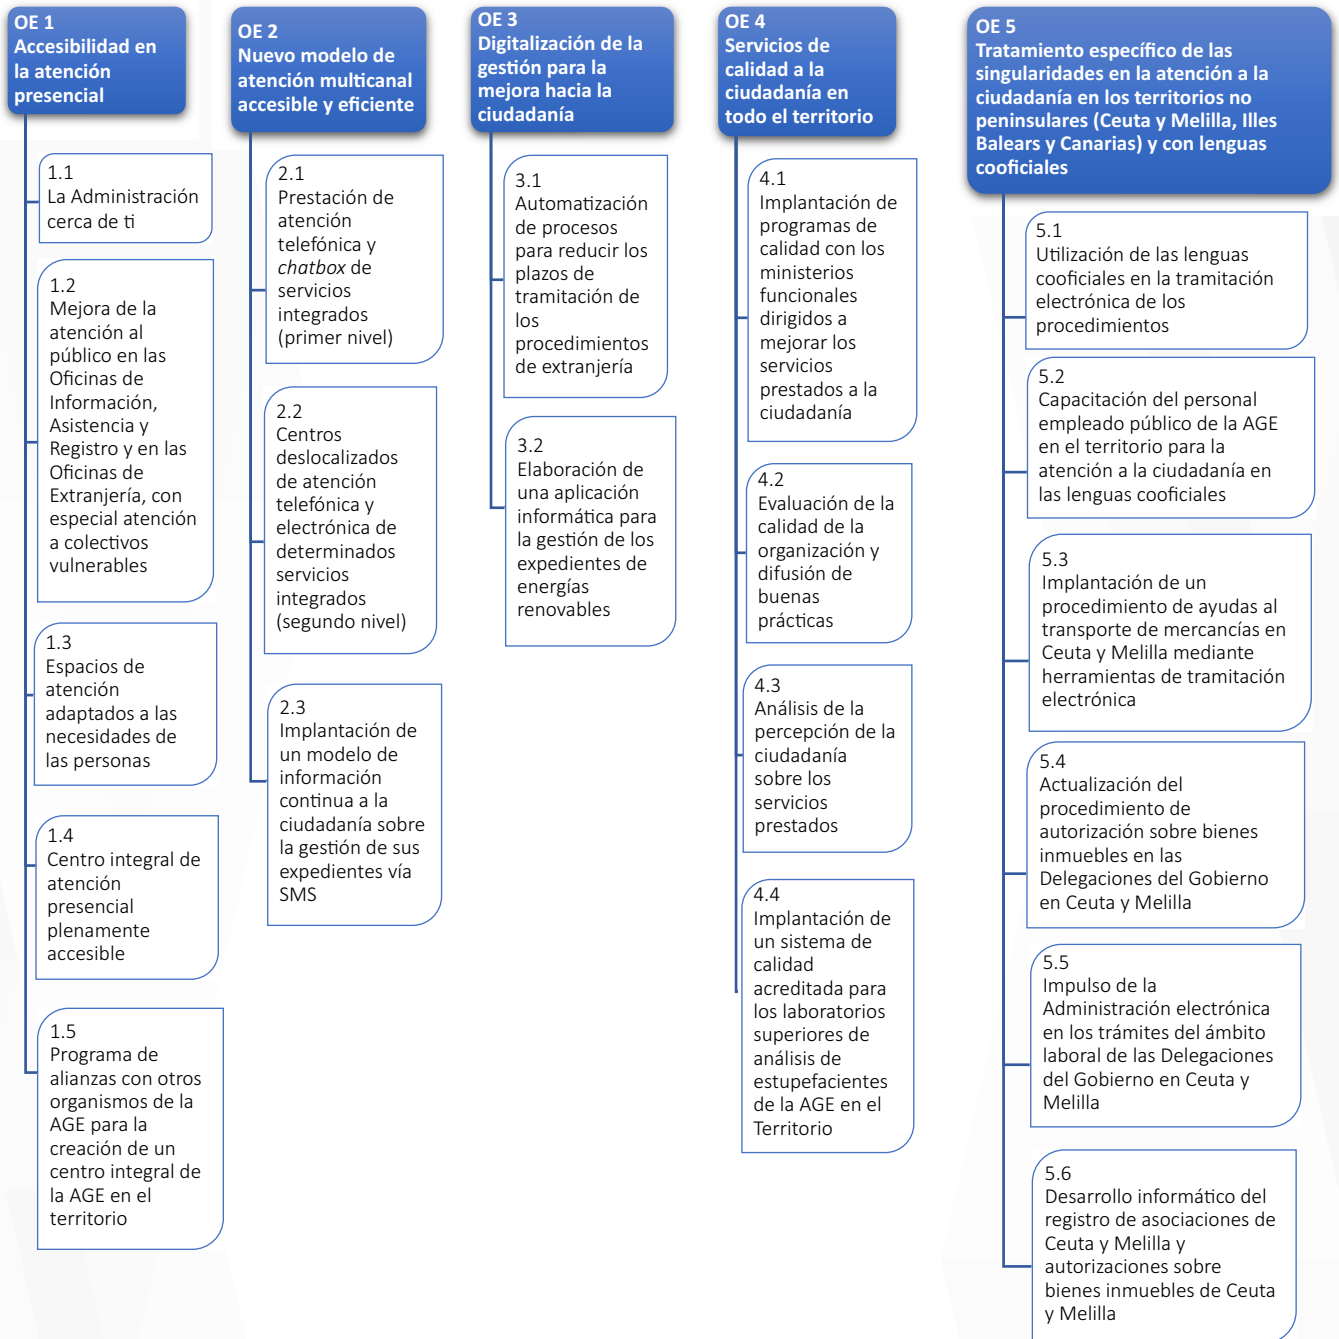 OE 1
Accesibilidad en
la atención
presencial
1.1
La Administración
cerca de ti
1.2
Mejora de la
atención al
público en las
Oficinas de
Información,
Asistencia y
Registro y en las
Oficinas de
Extranjería, con
especial atención
a colectivos
vulnerables
1.3
Espacios de
atención
adaptados a las
necesidades de
las personas
1.4
Centro integral de
atención
presencial
plenamente
accesible
1.5
Programa de
alianzas con otros
organismos de la
AGE para la
creación de un
centro integral de
la AGE en el
territorio
OE 2
Nuevo modelo de
atención multicanal
accesible y eficiente
2.1
Prestación de
atención
telefónica y
chatbox de
servicios
integrados
(primer nivel)
2.2
Centros
deslocalizados
de atención
telefónica y
electrónica de
determinados
servicios
integrados
(segundo nivel)
2.3
Implantación de
un modelo de
información
continua a la
ciudadanía sobre
la gestión de sus
expedientes vía
SMS
OE 3
Digitalización de la
gestión para la
mejora hacia la
ciudadanía
3.1
Automatización
de procesos
para reducir los
plazos de
tramitación de
los
procedimientos
de extranjería
3.2
Elaboración de
una aplicación
informática para
la gestión de los
expedientes de
energías
renovables
OE 4
Servicios de
calidad a la
ciudadanía en
todo el territorio
4.1
Implantación de
programas de
calidad con los
ministerios
funcionales
dirigidos a
mejorar los
servicios
prestados a la
ciudadanía
4.2
Evaluación de la
calidad de la
organización y
difusión de
buenas
prácticas
4.3
Análisis de la
percepción de la
ciudadanía
sobre los
servicios
prestados
4.4
Implantación de
un sistema de
calidad
acreditada para
los laboratorios
superiores de
análisis de
estupefacientes
de la AGE en el
Territorio
OE 5
Tratamiento específico de las
singularidades en la atención a la
ciudadanía en los territorios no
peninsulares (Ceuta y Melilla, Illes
Balears y Canarias) y con lenguas
cooficiales
5.1
Utilización de las lenguas
cooficiales en la tramitación
electrónica de los
procedimientos
5.2
Capacitación del personal
empleado público de la AGE
en el territorio para la
atención a la ciudadanía en
las lenguas cooficiales
5.3
Implantación de un
procedimiento de ayudas al
transporte de mercancías en
Ceuta y Melilla mediante
herramientas de tramitación
electrónica
5.4
Actualización del
procedimiento de
autorización sobre bienes
inmuebles en las
Delegaciones del Gobierno
en Ceuta y Melilla
5.5
Impulso de la
Administración electrónica
en los trámites del ámbito
laboral de las Delegaciones
del Gobierno en Ceuta y
Melilla
5.6
Desarrollo informático del
registro de asociaciones de
Ceuta y Melilla y
autorizaciones sobre
bienes inmuebles de Ceuta
y Melilla